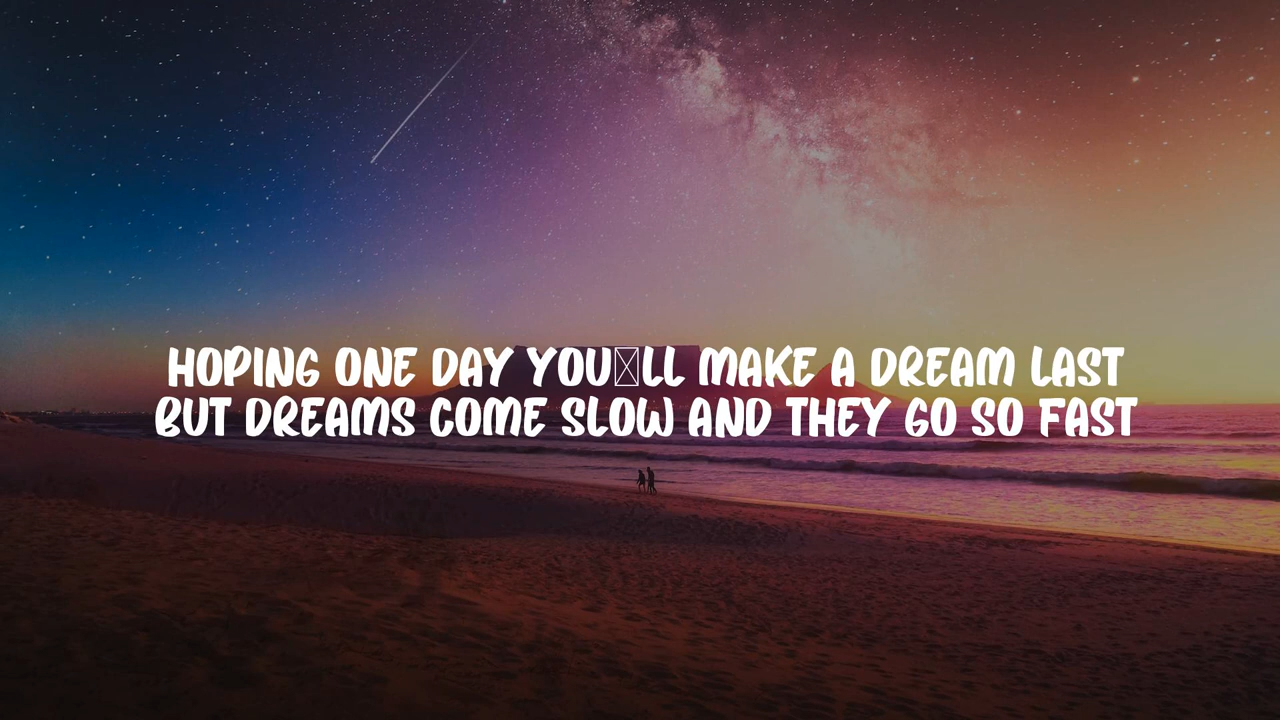 HOPING ONE DAY YOU☒LL MAKE A DREAM LAST
BUT DREAMS COME SLOW AND THEY GO SO FAST